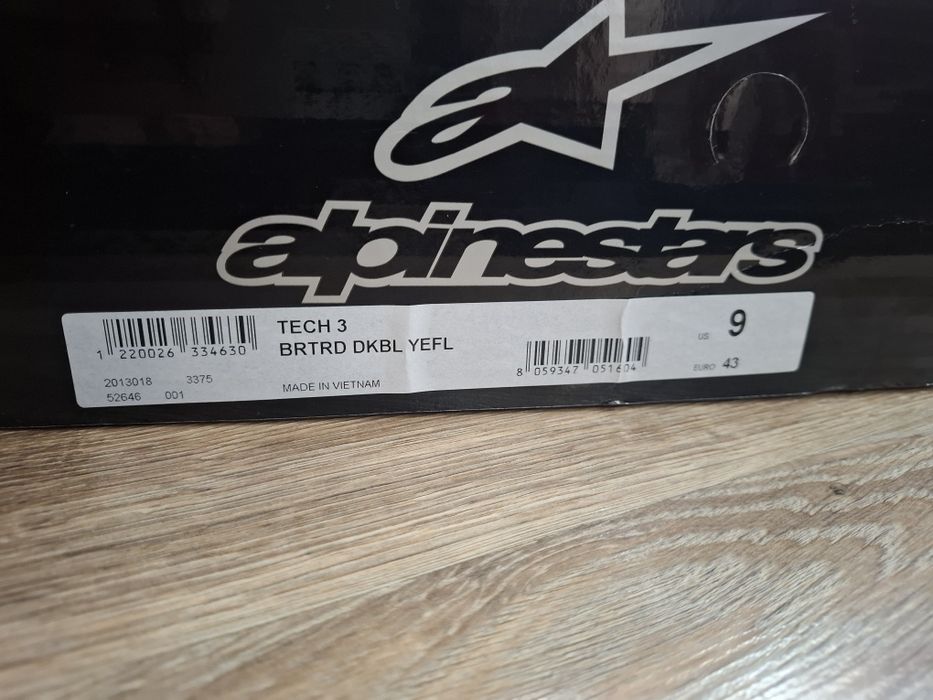 alpinestars
1 220026 334630
TECH 3
BRTRD DKBL YEFL
2013018 3375
52646 001
MADE IN VIETNAM
8 059347 051604
US 9
EURO 43